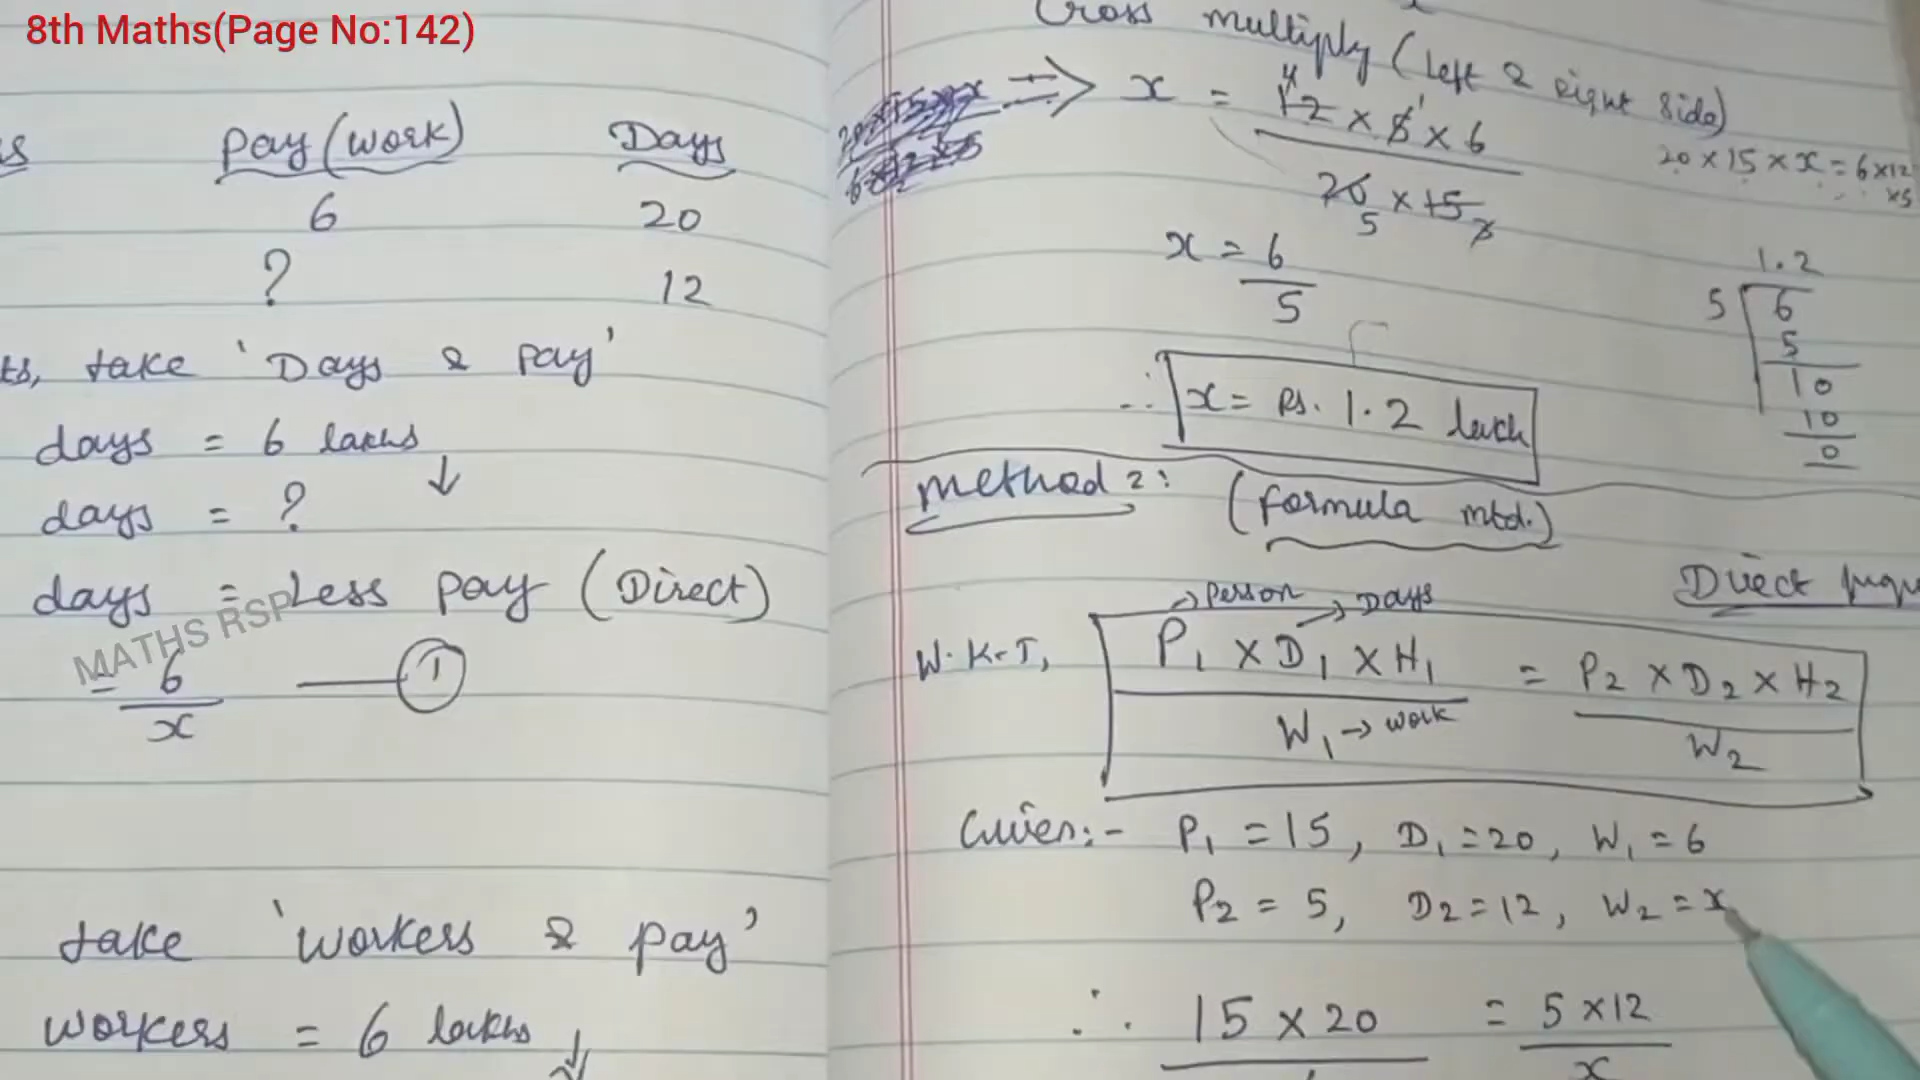 8th Maths(Page No:142)
Pay (work) Days
6 20
? 12
take 'Days & pay'
days = 6 lakhs ↓
days = ?
days = Less pay (Direct)
MATHS RSP
= 6/x —— ①
take 'workers & pay'
workers = 6 lakhs ↓
Cross multiply (left & right side)
⇒ x = 12 × 5 × 6 / 20 × 15
4 1
5
20 × 15 × x = 6×12
×5
x = 6/5
1.2
5 6
5
10
10
0
∴ x = Rs. 1.2 lakh
Method 2: (formula mtd.)
Direct
→ Person → Days
W.K.T, P1 × D1 × H1 / W1 → work = P2 × D2 × H2 / W2
Given:- P1 = 15, D1 = 20, W1 = 6
P2 = 5, D2 = 12, W2 = x
∴ 15 × 20 = 5 × 12
x